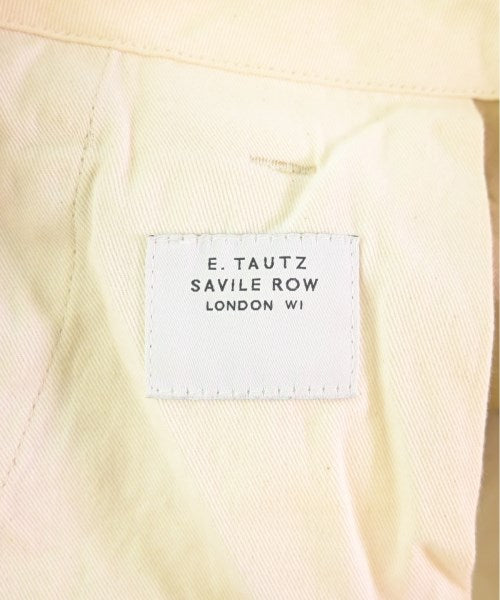 E. TAUTZ
SAVILE ROW
LONDON W1